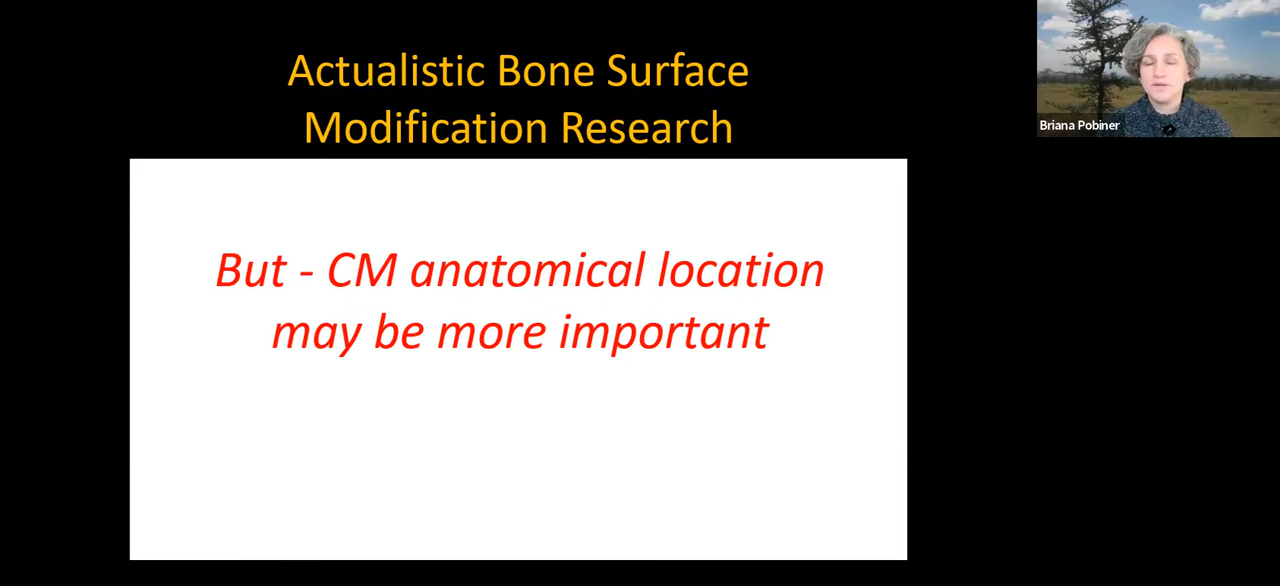 Actualistic Bone Surface
Modification Research
But - CM anatomical location
may be more important
Briana Pobiner